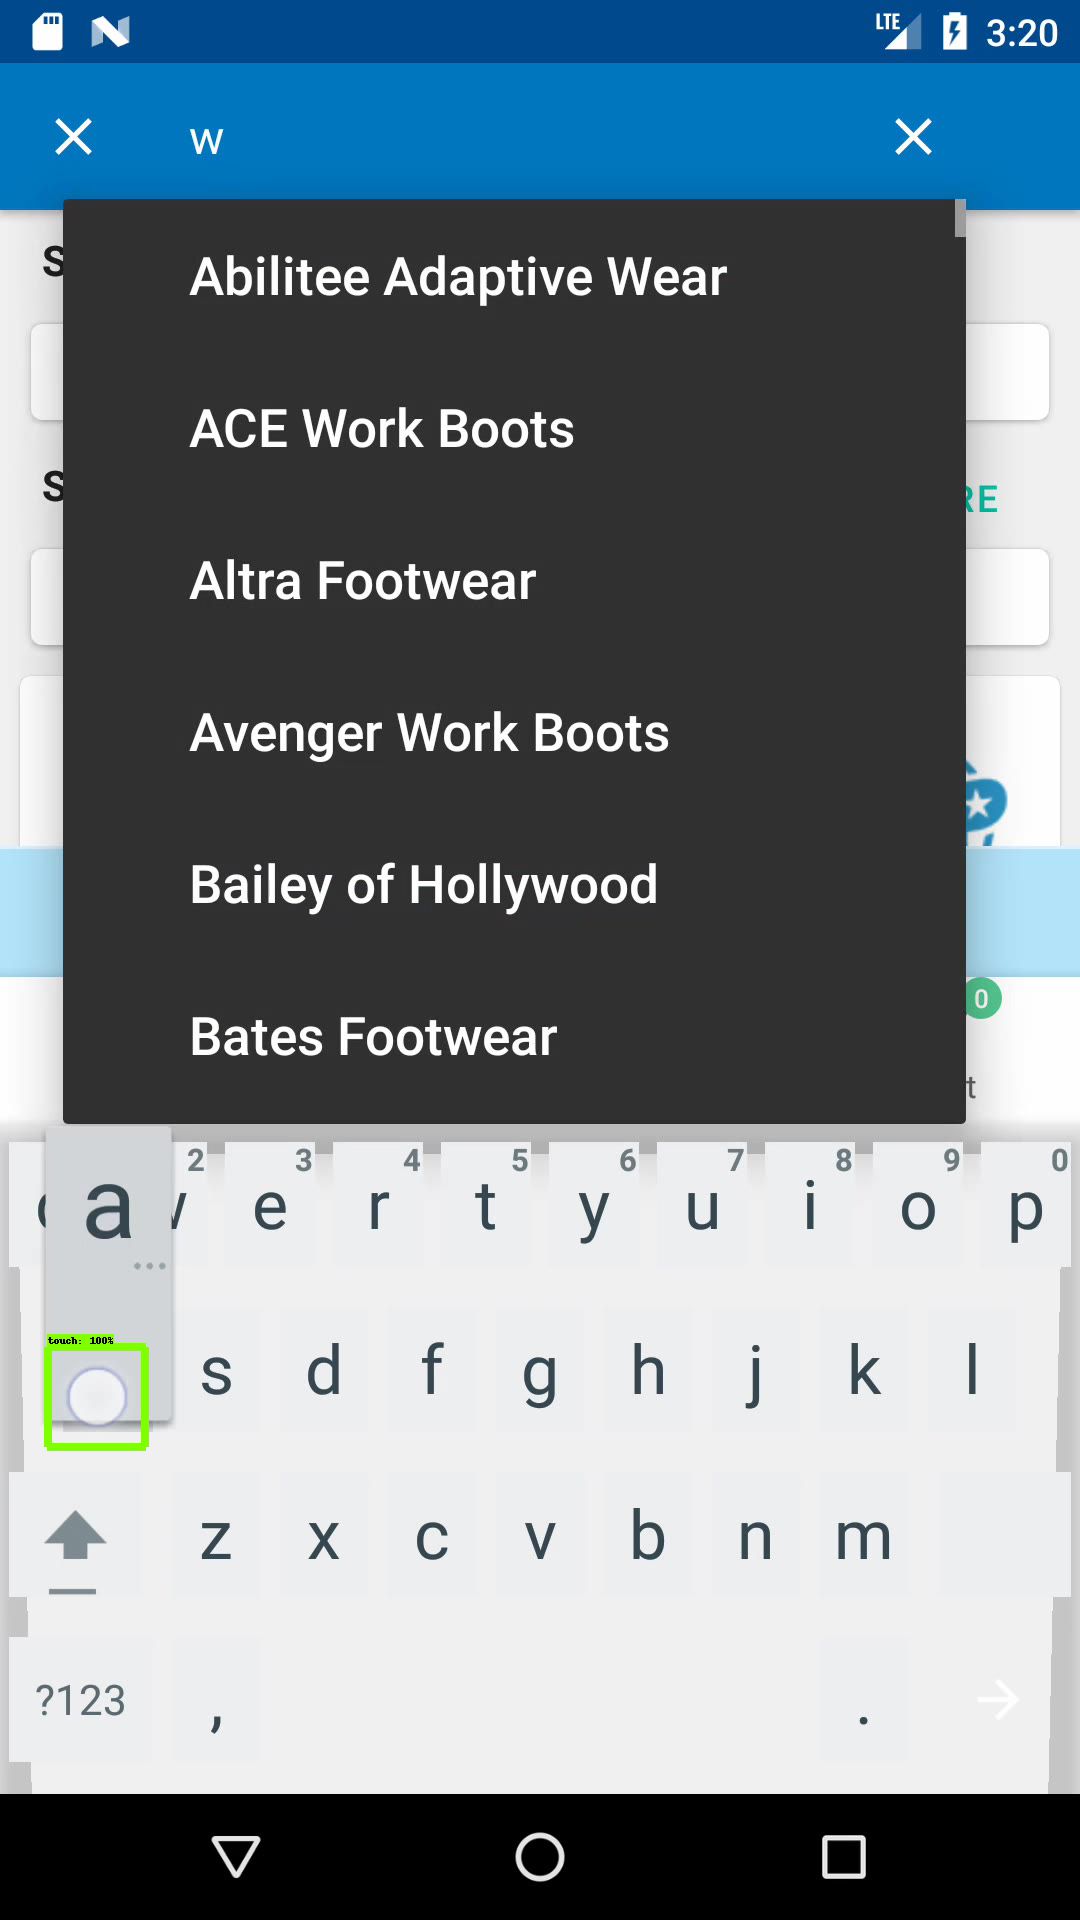 LTE 3:20
w
S
Abilitee Adaptive Wear
ACE Work Boots
S
RE
Altra Footwear
Avenger Work Boots
Bailey of Hollywood
0
Bates Footwear
t
2 3 4 5 6 7 8 9 0
a e r t y u i o p
touch: 100%
s d f g h j k l
z x c v b n m
?123 , .